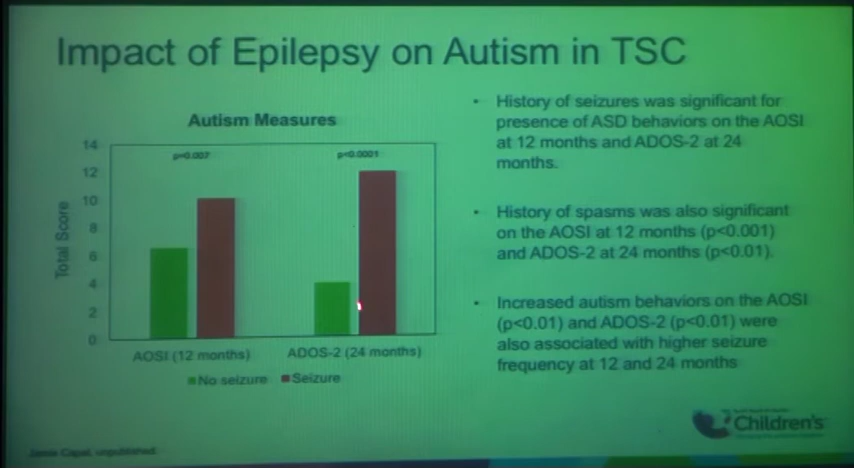 Impact of Epilepsy on Autism in TSC
Autism Measures
14
12
10
8
6
4
2
0
Total Score
p=0.007
p<0.0001
AOSI (12 months)
ADOS-2 (24 months)
No seizure
Seizure
• History of seizures was significant for
presence of ASD behaviors on the AOSI
at 12 months and ADOS-2 at 24
months.
• History of spasms was also significant
on the AOSI at 12 months (p<0.001)
and ADOS-2 at 24 months (p<0.01).
• Increased autism behaviors on the AOSI
(p<0.01) and ADOS-2 (p<0.01) were
also associated with higher seizure
frequency at 12 and 24 months
Children's
Jamie Capal, unpublished